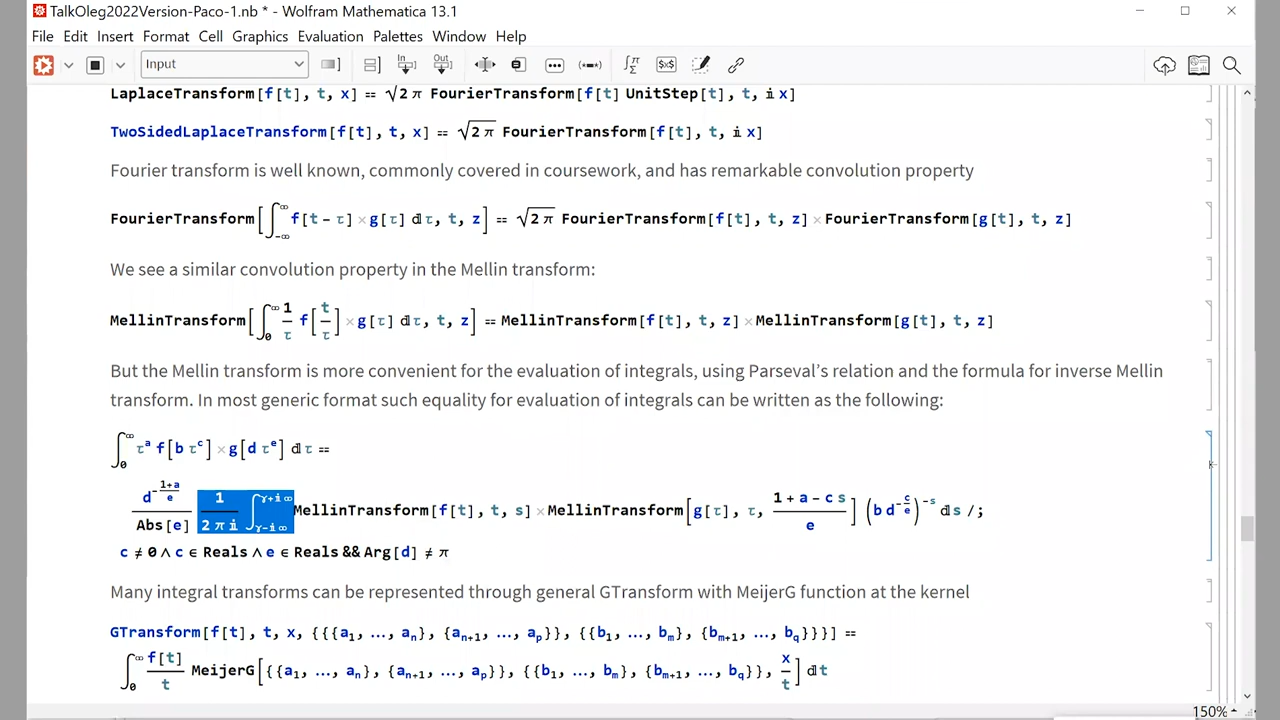 TalkOleg2022Version-Paco-1.nb * - Wolfram Mathematica 13.1
File Edit Insert Format Cell Graphics Evaluation Palettes Window Help
Input In Out
LaplaceTransform[f[t], t, x] == √2 π FourierTransform[f[t] UnitStep[t], t, ⅈ x]
TwoSidedLaplaceTransform[f[t], t, x] == √2 π FourierTransform[f[t], t, ⅈ x]
Fourier transform is well known, commonly covered in coursework, and has remarkable convolution property
FourierTransform[∫_-∞^∞ f[t - τ] × g[τ] ⅆτ, t, z] == √2 π FourierTransform[f[t], t, z] × FourierTransform[g[t], t, z]
We see a similar convolution property in the Mellin transform:
MellinTransform[∫_0^∞ 1/τ f[t/τ] × g[τ] ⅆτ, t, z] == MellinTransform[f[t], t, z] × MellinTransform[g[t], t, z]
But the Mellin transform is more convenient for the evaluation of integrals, using Parseval's relation and the formula for inverse Mellin
transform. In most generic format such equality for evaluation of integrals can be written as the following:
∫_0^∞ τ^a f[b τ^c] × g[d τ^e] ⅆτ ==
d^(-(1+a)/e)/Abs[e] 1/(2 π ⅈ) ∫_(γ-ⅈ ∞)^(γ+ⅈ ∞) MellinTransform[f[t], t, s] × MellinTransform[g[τ], τ, (1 + a - c s)/e] (b d^(-c/e))^-s ⅆs /;
c ≠ 0 ∧ c ∈ Reals ∧ e ∈ Reals && Arg[d] ≠ π
Many integral transforms can be represented through general GTransform with MeijerG function at the kernel
GTransform[f[t], t, x, {{{a₁, …, aₙ}, {aₙ₊₁, …, aₚ}}, {{b₁, …, bₘ}, {bₘ₊₁, …, b_q}}}] ==
∫_0^∞ f[t]/t MeijerG[{{a₁, …, aₙ}, {aₙ₊₁, …, aₚ}}, {{b₁, …, bₘ}, {bₘ₊₁, …, b_q}}, x/t] ⅆt
150%